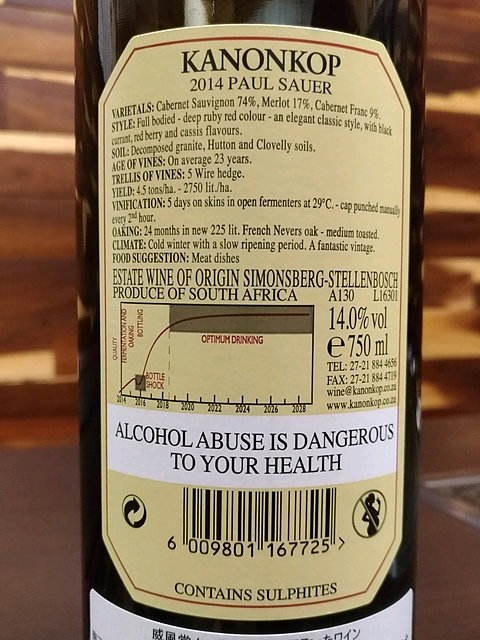 KANONKOP
2014 PAUL SAUER
VARIETALS: Cabernet Sauvignon 74%, Merlot 17%, Cabernet Franc 9%.
STYLE: Full bodied - deep ruby red colour - an elegant classic style, with black
currant, red berry and cassis flavours.
SOIL: Decomposed granite, Hutton and Clovelly soils.
AGE OF VINES: On average 23 years.
TRELLIS OF VINES: 5 Wire hedge.
YIELD: 4.5 tons/ha. - 2750 lit./ha.
VINIFICATION: 5 days on skins in open fermenters at 29°C. - cap punched manually
every 2nd hour.
OAKING: 24 months in new 225 lit. French Nevers oak - medium toasted.
CLIMATE: Cold winter with a slow ripening period. A fantastic vintage.
FOOD SUGGESTION: Meat dishes
ESTATE WINE OF ORIGIN SIMONSBERG-STELLENBOSCH
PRODUCE OF SOUTH AFRICA A130 L16301
QUALITY
FERMENTATION AND
OAKING
BOTTLING
OPTIMUM DRINKING
BOTTLE
SHOCK
2014 2016 2018 2020 2022 2024 2026 2028
14.0% vol
e 750 ml
TEL: 27-21 884 4656
FAX: 27-21 884 4719
wine@kanonkop.co.za
www.kanonkop.co.za
ALCOHOL ABUSE IS DANGEROUS
TO YOUR HEALTH
6 009801 167725 >
CONTAINS SULPHITES